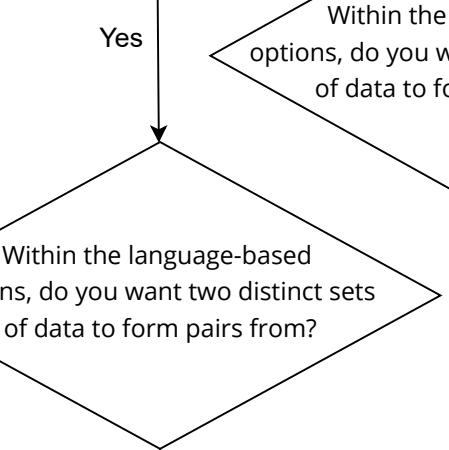 Within the
Yes
options, do you
of data to
Within the language-based
ns, do you want two distinct sets
of data to form pairs from?